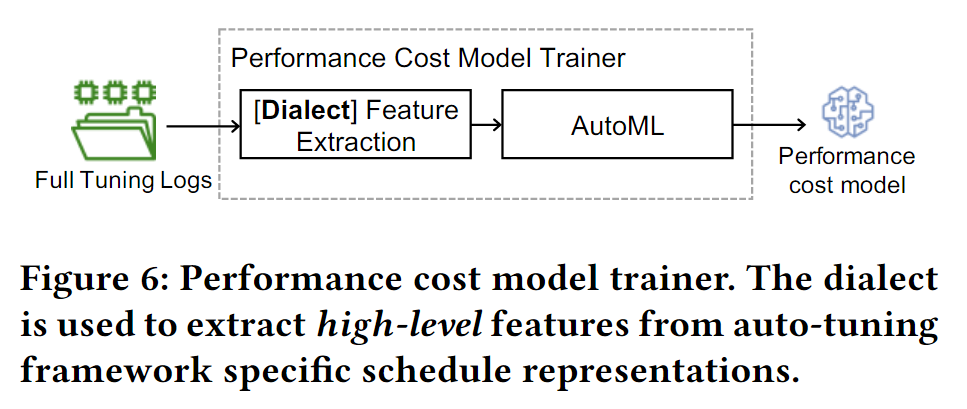 Performance Cost Model Trainer
[Dialect] Feature
Extraction
AutoML
Full Tuning Logs
Performance
cost model
Figure 6: Performance cost model trainer. The dialect
is used to extract high-level features from auto-tuning
framework specific schedule representations.